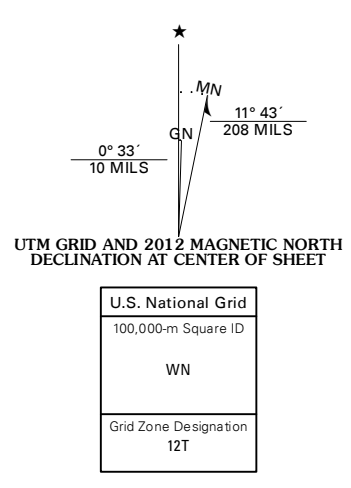 ★
MN
11° 43´
208 MILS
GN
0° 33´
10 MILS
UTM GRID AND 2012 MAGNETIC NORTH
DECLINATION AT CENTER OF SHEET
U.S. National Grid
100,000-m Square ID
WN
Grid Zone Designation
12T